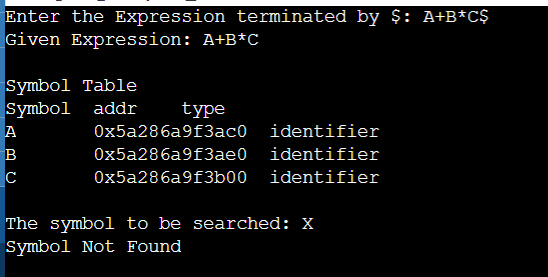 Enter the Expression terminated by $: A+B*C$
Given Expression: A+B*C
Symbol Table
Symbol addr type
A 0x5a286a9f3ac0 identifier
B 0x5a286a9f3ae0 identifier
C 0x5a286a9f3b00 identifier
The symbol to be searched: X
Symbol Not Found